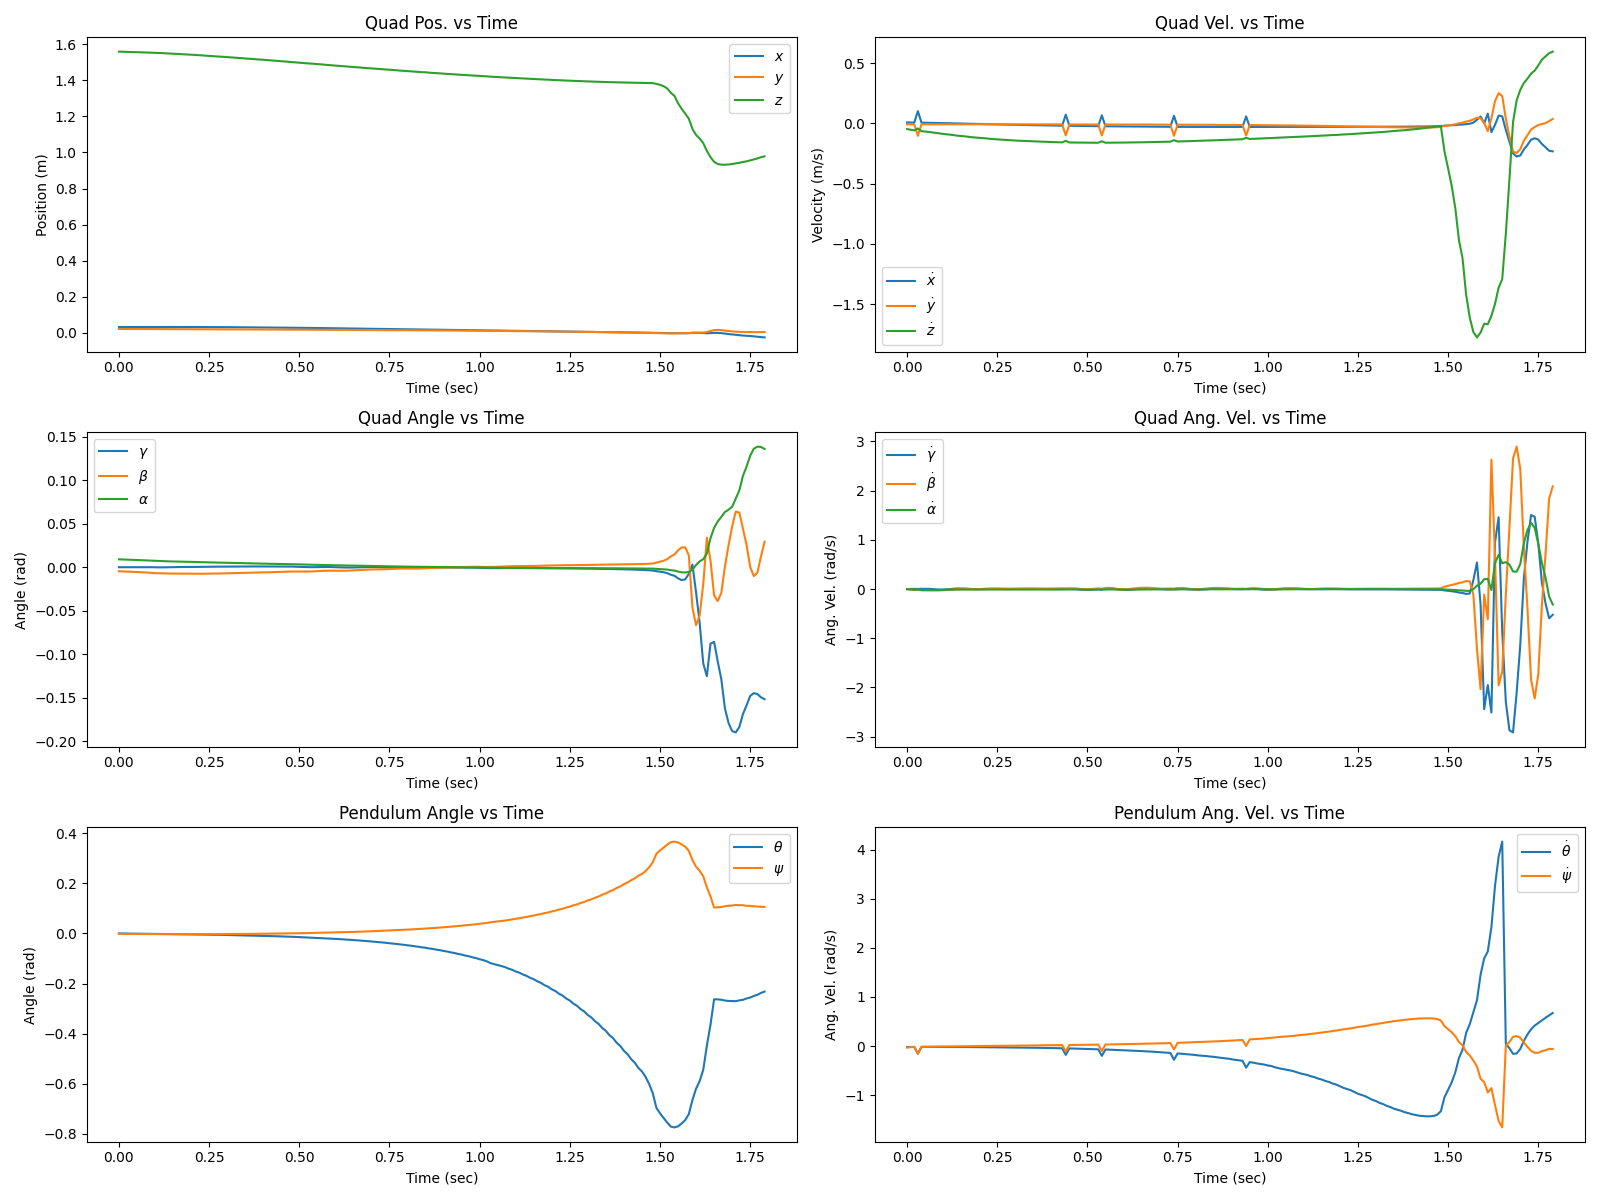 Quad Pos. vs Time
1.6
1.4
1.2
1.0
0.8
0.6
0.4
0.2
0.0
Position (m)
x
y
z
0.00 0.25 0.50 0.75 1.00 1.25 1.50 1.75
Time (sec)
Quad Vel. vs Time
0.5
0.0
−0.5
−1.0
−1.5
Velocity (m/s)
ẋ
ẏ
ż
0.00 0.25 0.50 0.75 1.00 1.25 1.50 1.75
Time (sec)
Quad Angle vs Time
0.15
0.10
0.05
0.00
−0.05
−0.10
−0.15
−0.20
Angle (rad)
γ
β
α
0.00 0.25 0.50 0.75 1.00 1.25 1.50 1.75
Time (sec)
Quad Ang. Vel. vs Time
3
2
1
0
−1
−2
−3
Ang. Vel. (rad/s)
γ̇
β̇
α̇
0.00 0.25 0.50 0.75 1.00 1.25 1.50 1.75
Time (sec)
Pendulum Angle vs Time
0.4
0.2
0.0
−0.2
−0.4
−0.6
−0.8
Angle (rad)
θ
ψ
0.00 0.25 0.50 0.75 1.00 1.25 1.50 1.75
Time (sec)
Pendulum Ang. Vel. vs Time
4
3
2
1
0
−1
Ang. Vel. (rad/s)
θ̇
ψ̇
0.00 0.25 0.50 0.75 1.00 1.25 1.50 1.75
Time (sec)